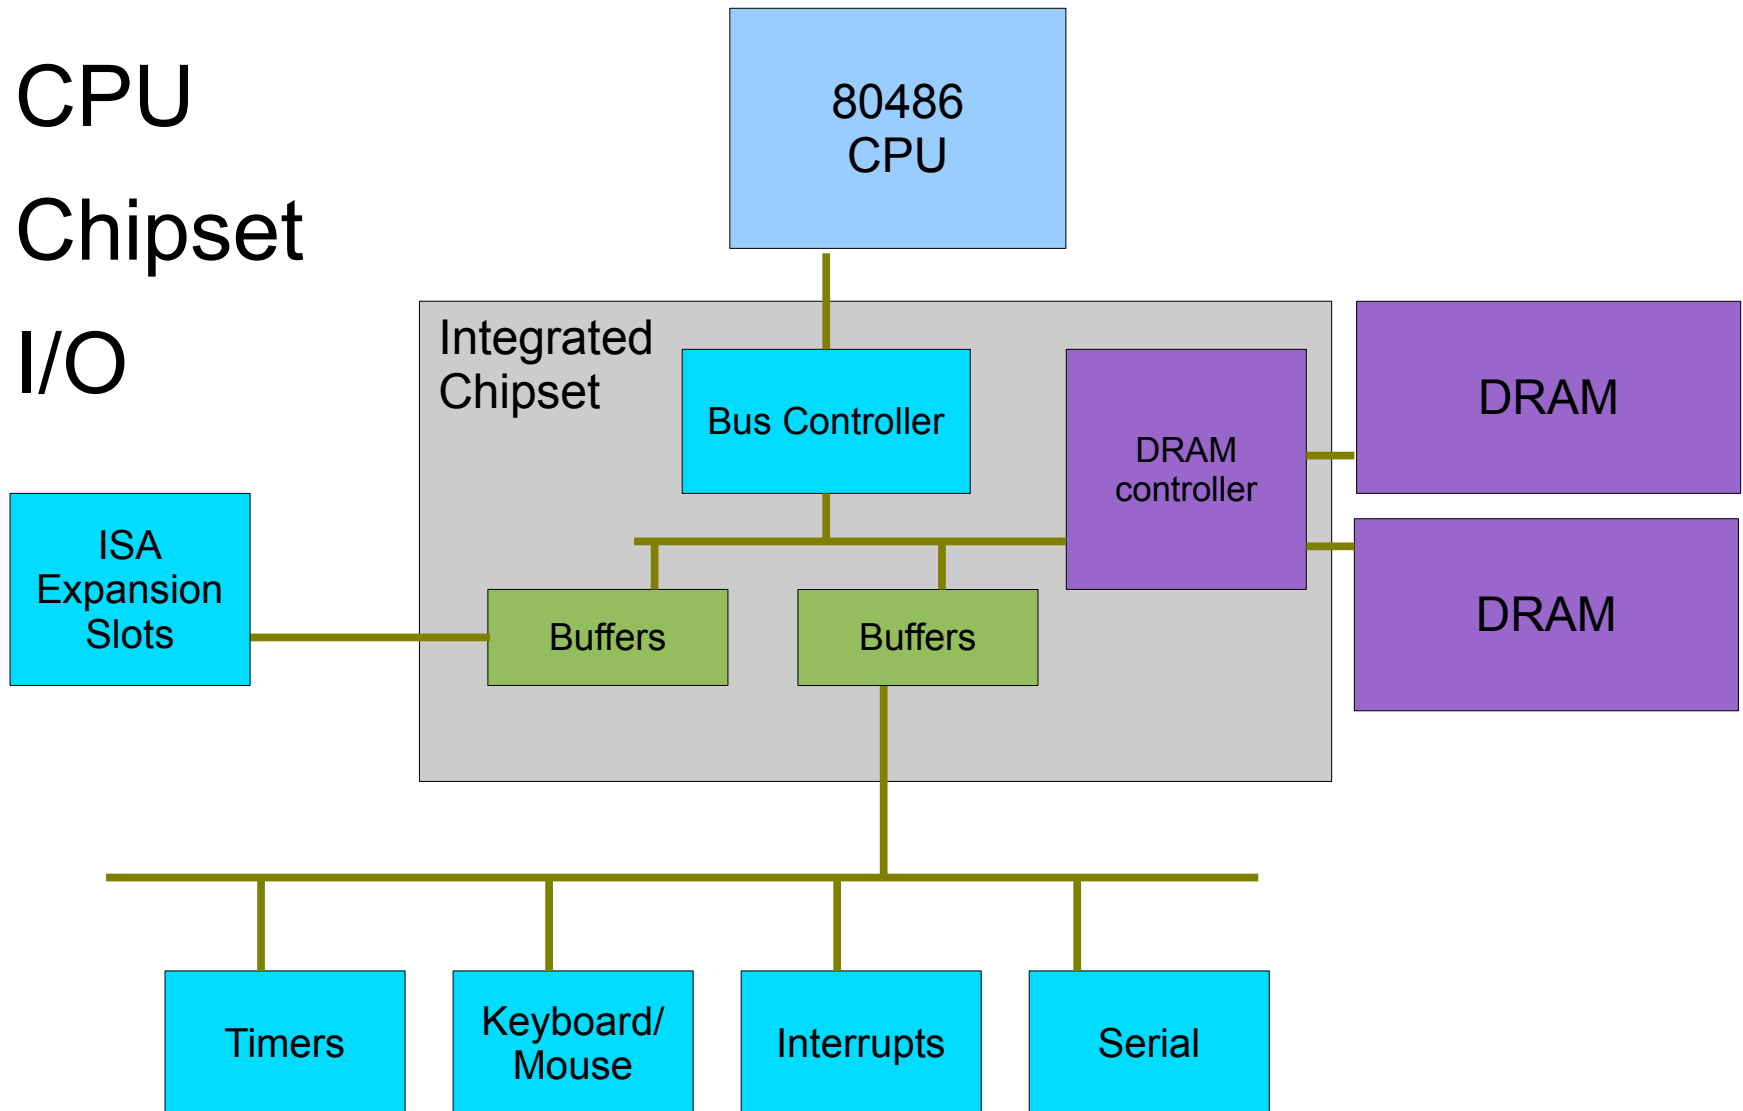 CPU
Chipset
I/O
80486
CPU
Integrated
Chipset
Bus Controller
DRAM
controller
DRAM
DRAM
ISA
Expansion
Slots
Buffers
Buffers
Timers
Keyboard/
Mouse
Interrupts
Serial